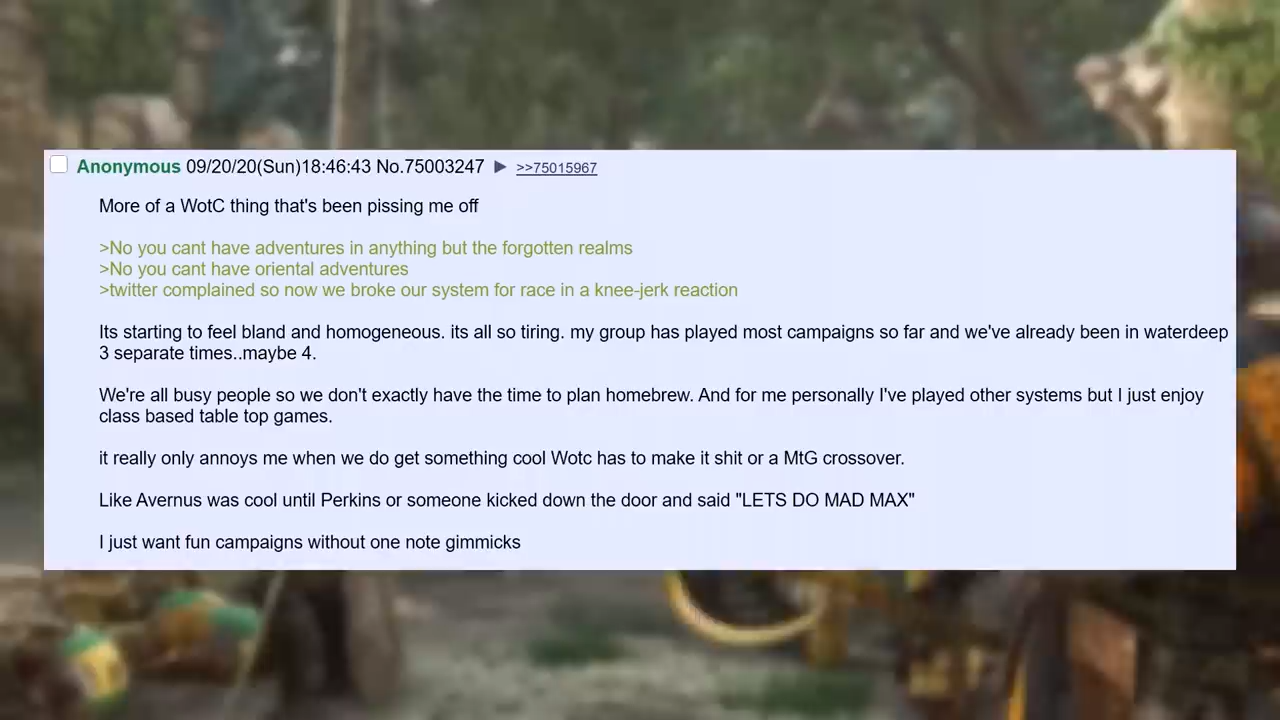 Anonymous 09/20/20(Sun)18:46:43 No.75003247 ▶ >>75015967
More of a WotC thing that's been pissing me off
>No you cant have adventures in anything but the forgotten realms
>No you cant have oriental adventures
>twitter complained so now we broke our system for race in a knee-jerk reaction
Its starting to feel bland and homogeneous. its all so tiring. my group has played most campaigns so far and we've already been in waterdeep
3 separate times..maybe 4.
We're all busy people so we don't exactly have the time to plan homebrew. And for me personally I've played other systems but I just enjoy
class based table top games.
it really only annoys me when we do get something cool Wotc has to make it shit or a MtG crossover.
Like Avernus was cool until Perkins or someone kicked down the door and said "LETS DO MAD MAX"
I just want fun campaigns without one note gimmicks